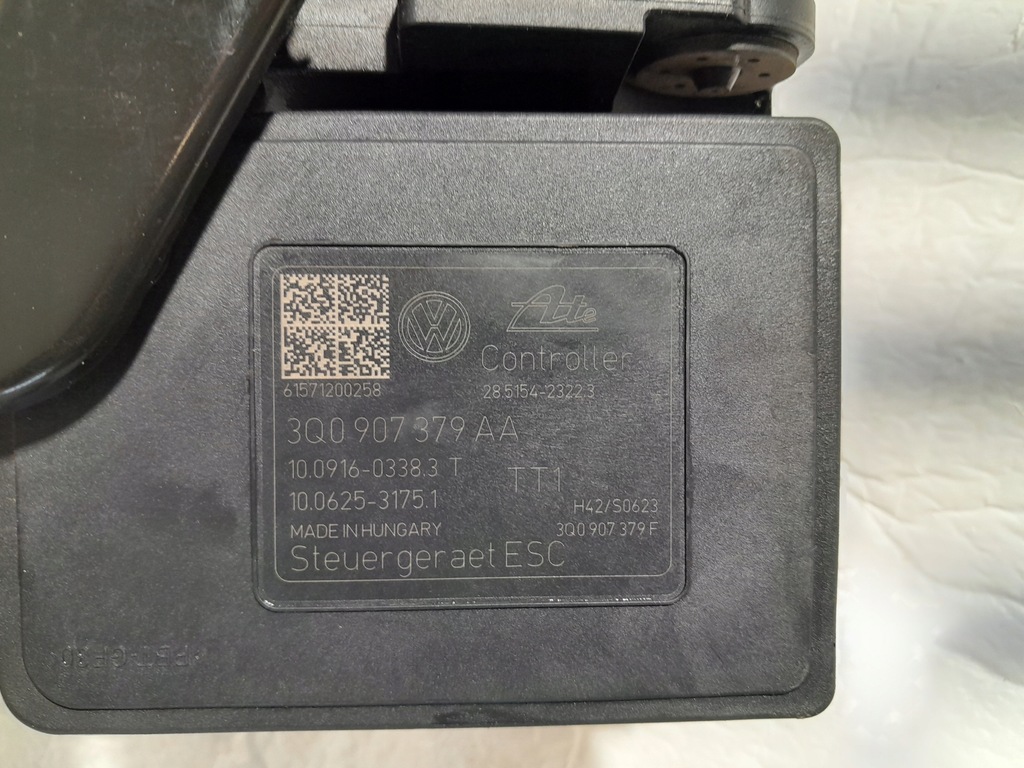 Ate
Controller
61571200258
28.5154-2322.3
3Q0 907 379 AA
10.0916-0338.3 T
TT1
10.0625-3175.1
H42/S0623
MADE IN HUNGARY
3Q0 907 379 F
Steuergeraet ESC